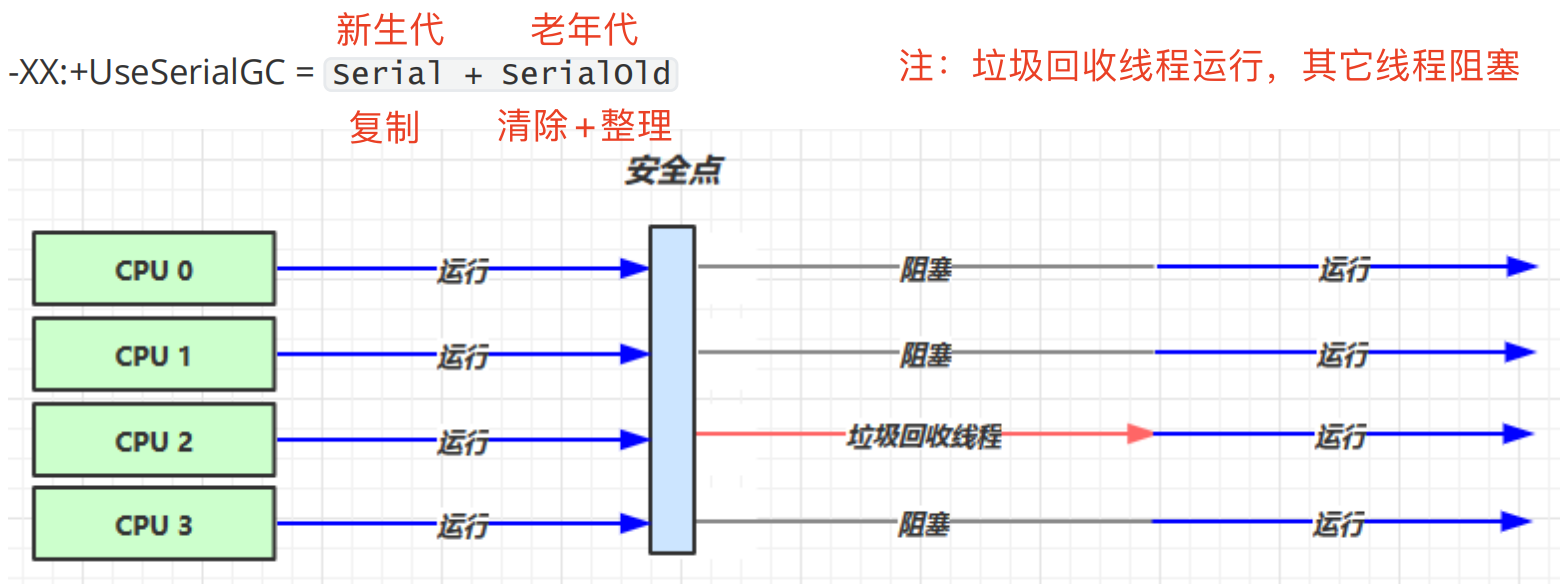 新生代 老年代
-XX:+UseSerialGC = Serial + SerialOld 注：垃圾回收线程运行，其它线程阻塞
复制 清除+整理
安全点
CPU 0 运行 阻塞 运行
CPU 1 运行 阻塞 运行
CPU 2 运行 垃圾回收线程 运行
CPU 3 运行 阻塞 运行